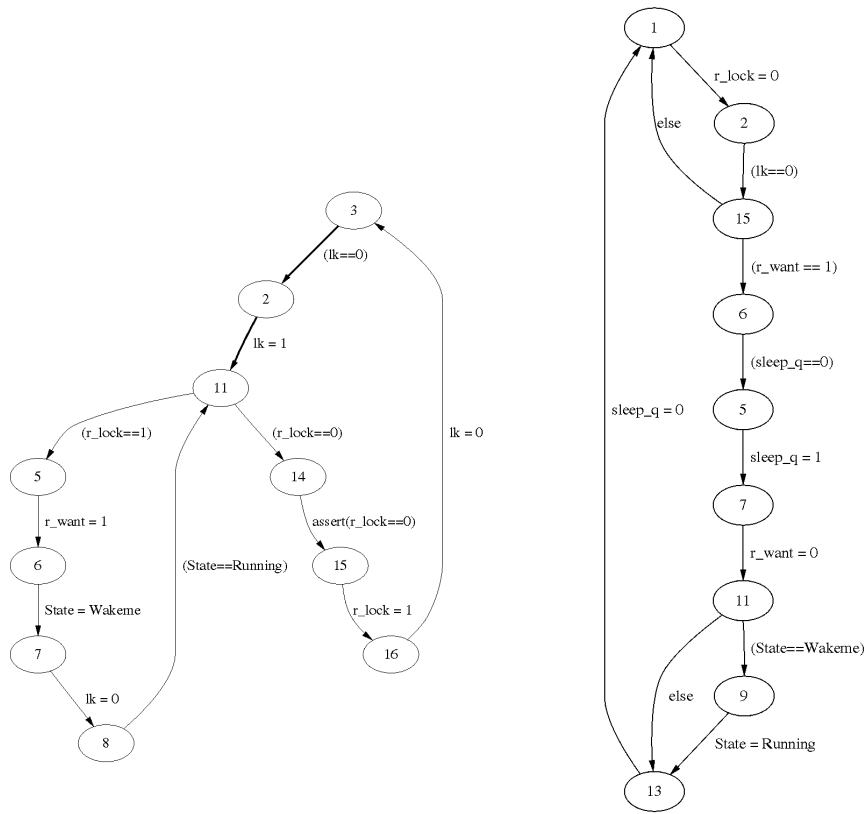 3
(lk==0)
2
lk = 1
11
(r_lock==1)
(r_lock==0)
lk = 0
5
14
r_want = 1
assert(r_lock==0)
6
(State==Running)
15
State = Wakeme
r_lock = 1
7
16
lk = 0
8
1
r_lock = 0
else
2
(lk==0)
15
(r_want == 1)
6
(sleep_q==0)
sleep_q = 0
5
sleep_q = 1
7
r_want = 0
11
(State==Wakeme)
else
9
State = Running
13